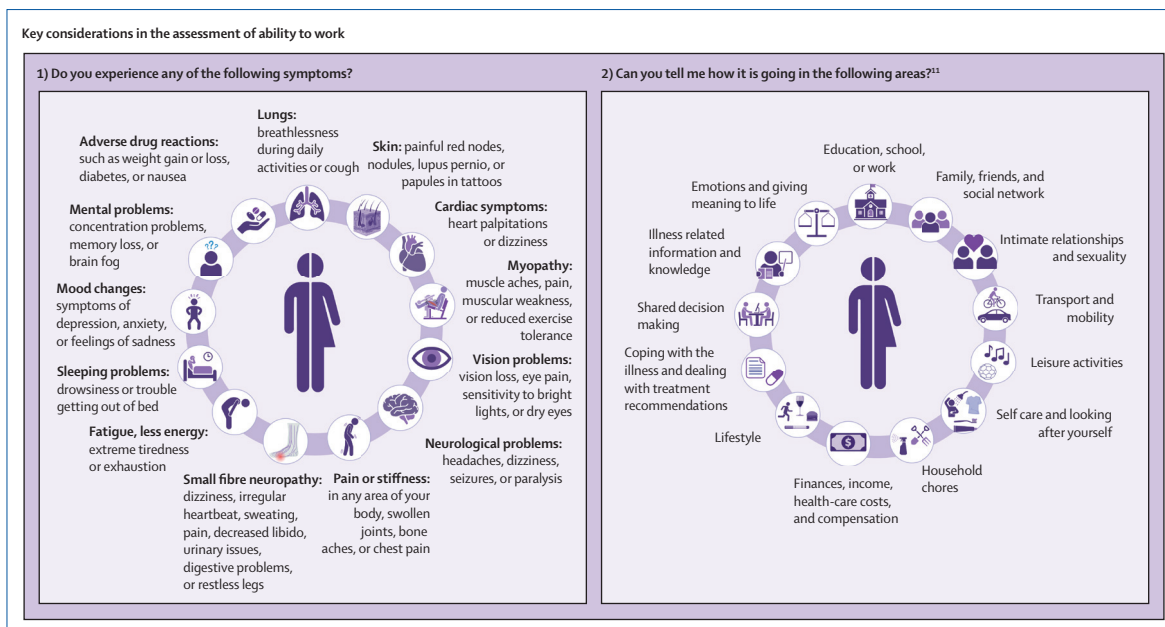 Key considerations in the assessment of ability to work
1) Do you experience any of the following symptoms?
Lungs:
breathlessness
during daily
activities or cough
Skin: painful red nodes,
nodules, lupus pernio, or
papules in tattoos
Cardiac symptoms:
heart palpitations
or dizziness
Myopathy:
muscle aches, pain,
muscular weakness,
or reduced exercise
tolerance
Vision problems:
vision loss, eye pain,
sensitivity to bright
lights, or dry eyes
Neurological problems:
headaches, dizziness,
seizures, or paralysis
Pain or stiffness:
in any area of your
body, swollen
joints, bone
aches, or chest pain
Small fibre neuropathy:
dizziness, irregular
heartbeat, sweating,
pain, decreased libido,
urinary issues,
digestive problems,
or restless legs
Fatigue, less energy:
extreme tiredness
or exhaustion
Sleeping problems:
drowsiness or trouble
getting out of bed
Mood changes:
symptoms of
depression, anxiety,
or feelings of sadness
Mental problems:
concentration problems,
memory loss, or
brain fog
???
Adverse drug reactions:
such as weight gain or loss,
diabetes, or nausea
2) Can you tell me how it is going in the following areas?¹¹
Education, school,
or work
Family, friends, and
social network
Intimate relationships
and sexuality
Transport and
mobility
Leisure activities
Self care and looking
after yourself
Household
chores
Finances, income,
health-care costs,
and compensation
$
Lifestyle
Coping with the
illness and dealing
with treatment
recommendations
Shared decision
making
Illness related
information and
knowledge
Emotions and giving
meaning to life